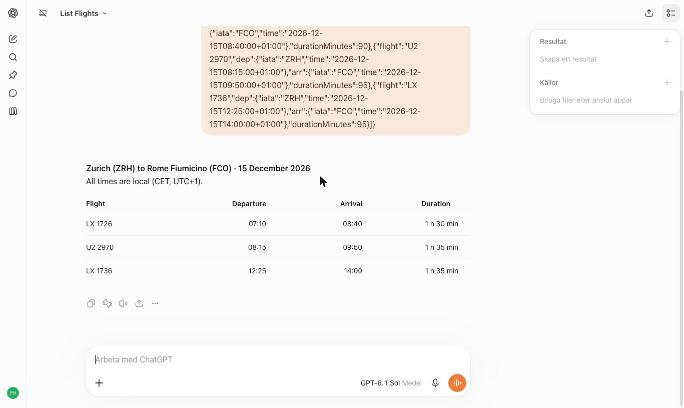 List Flights
{"iata":"FCO","time":"2026-12-
15T08:40:00+01:00"},"durationMinutes":90},{"flight":"U2
2970","dep":{"iata":"ZRH","time":"2026-12-
15T08:15:00+01:00"},"arr":{"iata":"FCO","time":"2026-12-
15T09:50:00+01:00"},"durationMinutes":95},{"flight":"LX
1736","dep":{"iata":"ZRH","time":"2026-12-
15T12:25:00+01:00"},"arr":{"iata":"FCO","time":"2026-12-
15T14:00:00+01:00"},"durationMinutes":95}]}
Resultat
Skapa ett resultat
Källor
Bifoga filer eller anslut appar
Zurich (ZRH) to Rome Fiumicino (FCO) - 15 December 2026
All times are local (CET, UTC+1).
Flight Departure Arrival Duration
LX 1726 07:10 08:40 1 h 30 min
U2 2970 08:15 09:50 1 h 35 min
LX 1736 12:25 14:00 1 h 35 min
Arbeta med ChatGPT
GPT-6.1 Sol Medel